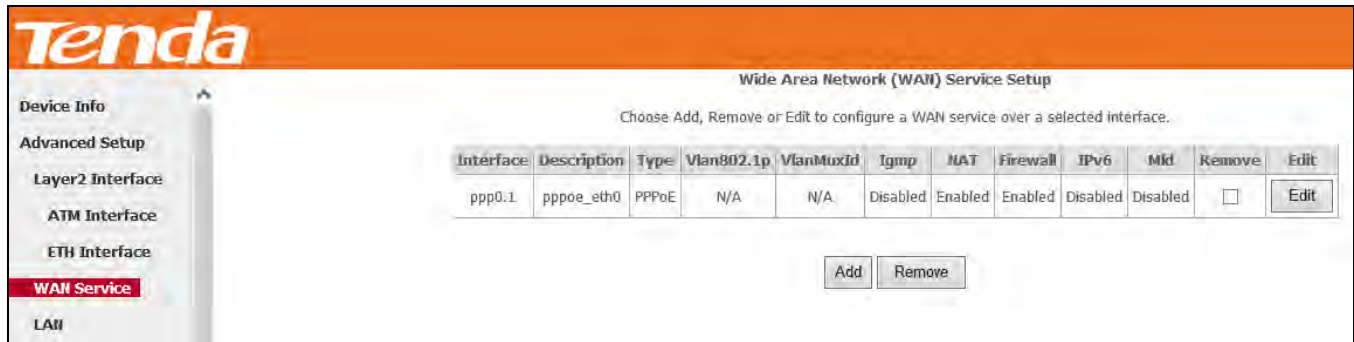 Tenda
Device Info
Advanced Setup
Layer2 Interface
ATM Interface
ETH Interface
WAN Service
LAN
Wide Area Network (WAN) Service Setup
Choose Add, Remove or Edit to configure a WAN service over a selected interface.
Interface Description Type Vlan802.1p VlanMuxId Igmp NAT Firewall IPv6 Mld Remove Edit
ppp0.1 pppoe_eth0 PPPoE N/A N/A Disabled Enabled Enabled Disabled Disabled Edit
Add Remove